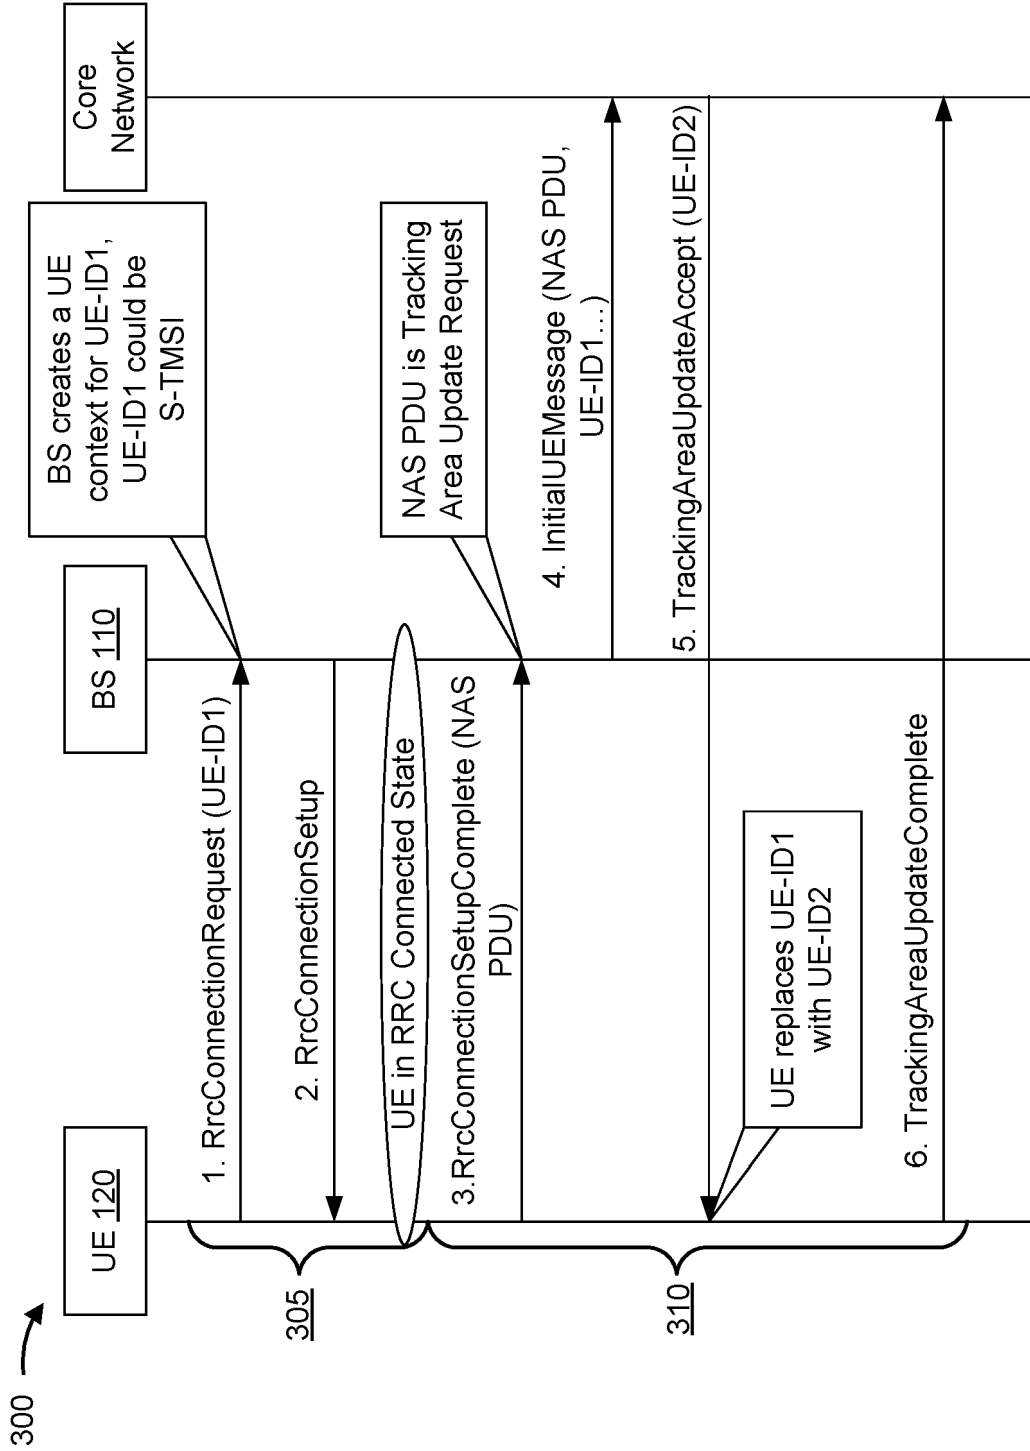 300
UE 120
BS 110
Core
Network
BS creates a UE
context for UE-ID1,
UE-ID1 could be
S-TMSI
1. RrcConnectionRequest (UE-ID1)
2. RrcConnectionSetup
305
UE in RRC Connected State
3.RrcConnectionSetupComplete (NAS
PDU)
NAS PDU is Tracking
Area Update Request
4. InitialUEMessage (NAS PDU,
UE-ID1...)
310
5. TrackingAreaUpdateAccept (UE-ID2)
UE replaces UE-ID1
with UE-ID2
6. TrackingAreaUpdateComplete